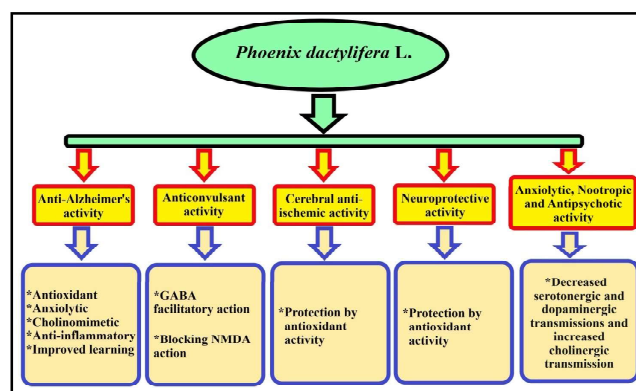 Phoenix dactylifera L.
Anti-Alzheimer's
activity
Anticonvulsant
activity
Cerebral anti-
ischemic activity
Neuroprotective
activity
Anxiolytic, Nootropic
and Antipsychotic
activity
*Antioxidant
*Auxiolytic
*Cholinomimetic
*Anti-inflammatory
*Improved learning
*GABA
facilitatory action
*Blocking NMDA
action
*Protection by
antioxidant
activity
*Protection by
antioxidant
activity
*Decreased
serotonergic and
dopaminergic
transmissions and
increased
cholinergic
transmission